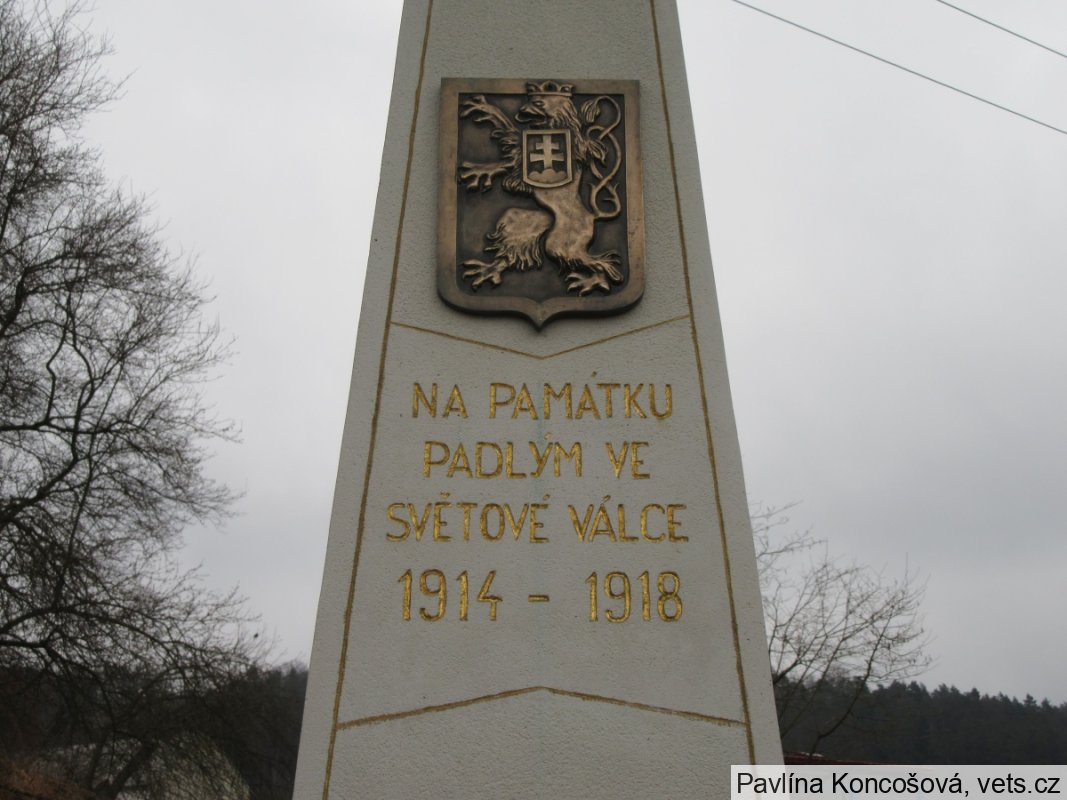 NA PAMÁTKU
PADLÝM VE
SVĚTOVÉ VÁLCE
1914 - 1918
Pavlína Koncošová, vets.cz